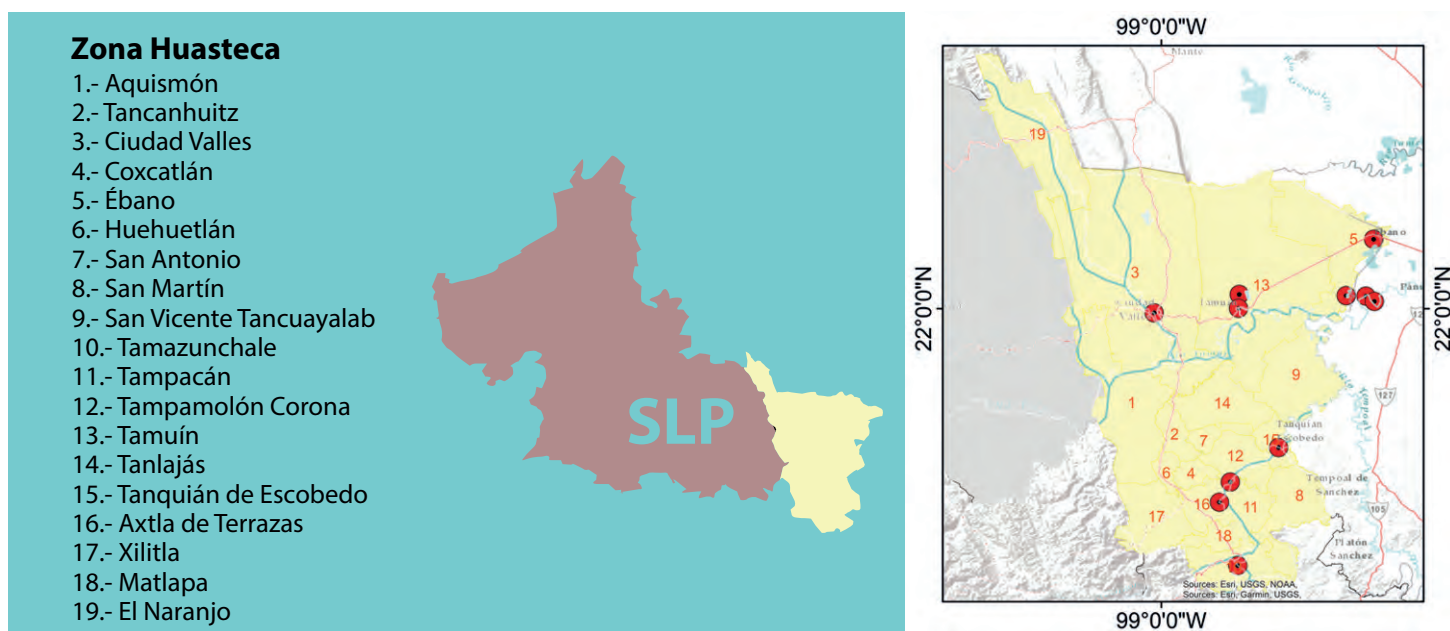 Zona Huasteca
1.- Aquismón
2.- Tancanhuitz
3.- Ciudad Valles
4.- Coxcatlán
5.- Ébano
6.- Huehuetlán
7.- San Antonio
8.- San Martín
9.- San Vicente Tancuayalab
10.- Tamazunchale
11.- Tampacán
12.- Tampamolón Corona
13.- Tamuín
14.- Tanlajás
15.- Tanquián de Escobedo
16.- Axtla de Terrazas
17.- Xilitla
18.- Matlapa
19.- El Naranjo
SLP
99°0'0"W
Mante
19
5
3
13
22°0'0"N
22°0'0"N
9
1
14
127
Tanquian
2
7
12
6
4
Tempoal de
Sanchez
8
16
11
105
17
18
Platón
Sanchez
Sources: Esri, USGS, NOAA,
Sources: Esri, Garmin, USGS,
99°0'0"W